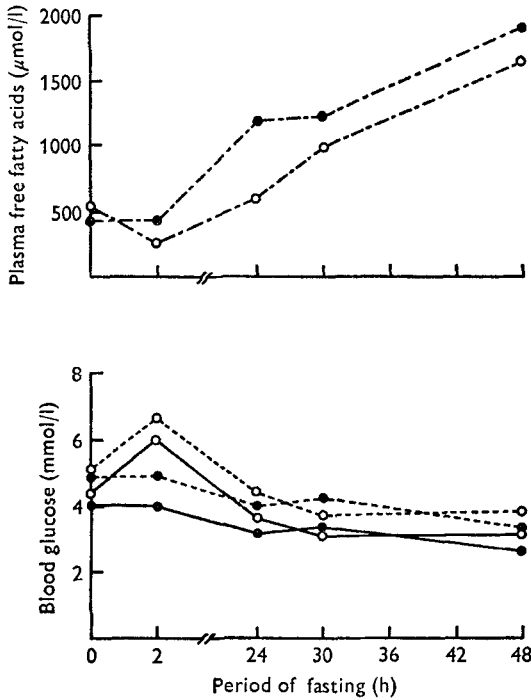 2000
1500
1000
500
Plasma free fatty acids (μmol/l)
8
6
4
2
Blood glucose (mmol/l)
0 2 24 30 36 42 48
Period of fasting (h)